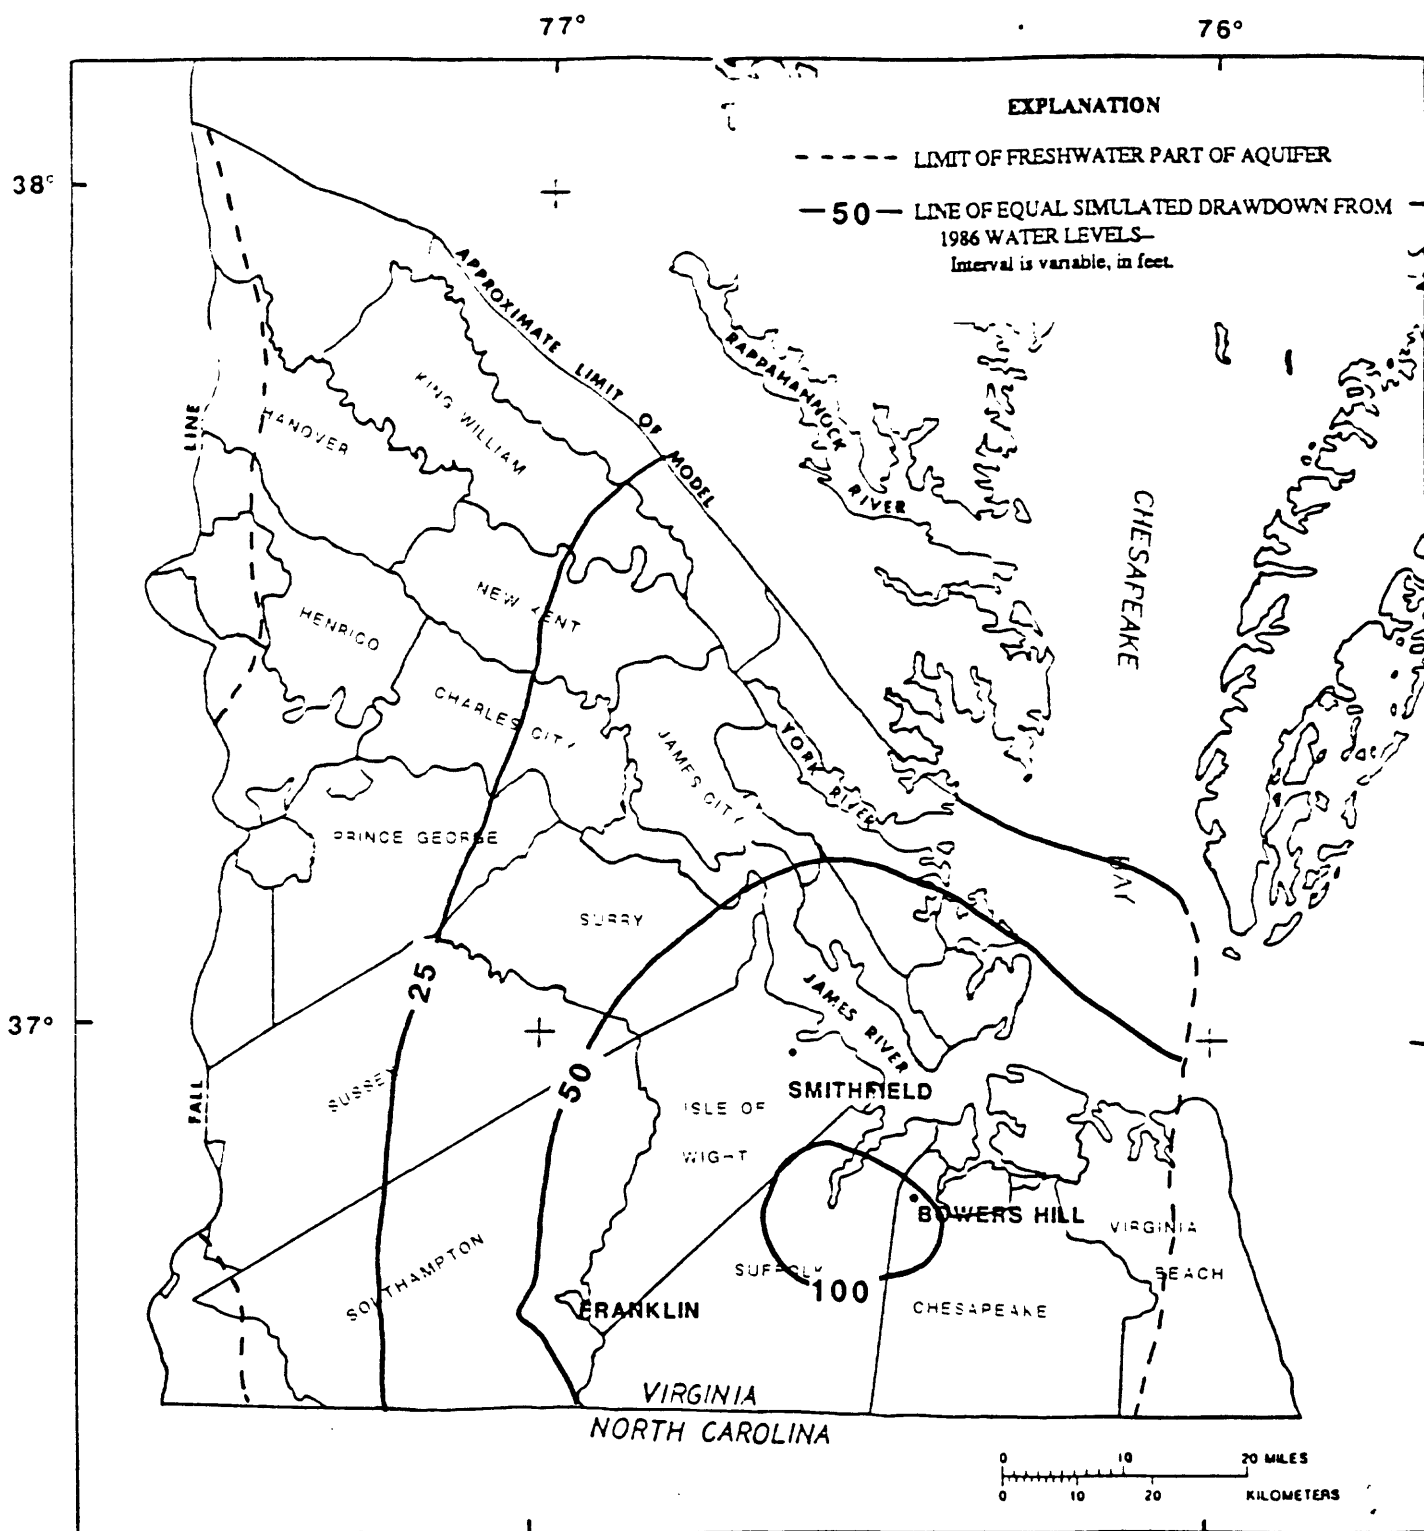 77° 76°
EXPLANATION
LIMIT OF FRESHWATER PART OF AQUIFER
38°
50 LINE OF EQUAL SIMULATED DRAWDOWN FROM
1986 WATER LEVELS—
Interval is variable, in feet.
APPROXIMATE LIMIT OF MODEL
RAPPAHANNOCK RIVER
KING WILLIAM
LINE
HANOVER
CHESAPEAKE
NEW KENT
HENRICO
CHARLES CITY
JAMES CITY
YORK RIVER
PRINCE GEORGE
BAY
SURRY
25
JAMES RIVER
37°
50
SUSSEX
FALL
SMITHFIELD
ISLE OF
WIGHT
BOWERS HILL
VIRGINIA
BEACH
SUFFOLK
100
SOUTHAMPTON
FRANKLIN
CHESAPEAKE
VIRGINIA
NORTH CAROLINA
0 10 20 MILES
0 10 20 KILOMETERS